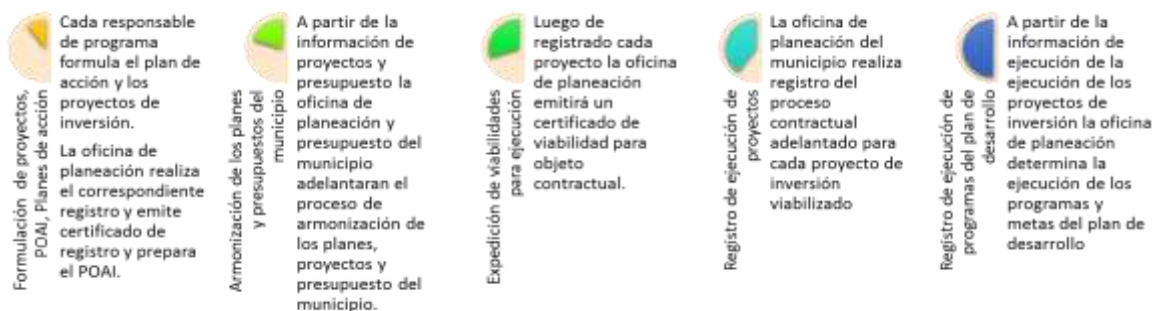 Formulación de proyectos,
POAI, Planes de acción
Cada responsable
de programa
formula el plan de
acción y los
proyectos de
inversión.
La oficina de
planeación realiza
el correspondiente
registro y emite
certificado de
registro y prepara
el POAI.
Armonización de los planes
y presupuestos del
municipio
A partir de la
información de
proyectos y
presupuesto la
oficina de
planeación y
presupuesto del
municipio
adelantaran el
proceso de
armonización de
los planes,
proyectos y
presupuesto del
municipio.
Expedición de viabilidades
para ejecución
Luego de
registrado cada
proyecto la oficina
de planeación
emitirá un
certificado de
viabilidad para
objeto
contractual.
Registro de ejecución de
proyectos
La oficina de
planeación del
municipio realiza
registro del
proceso
contractual
adelantado para
cada proyecto de
inversión
viabilizado
Registro de ejecución de
programas del plan de
desarrollo
A partir de la
información de
ejecución de la
ejecución de los
proyectos de
inversión la oficina
de planeación
determina la
ejecución de los
programas y
metas del plan de
desarrollo